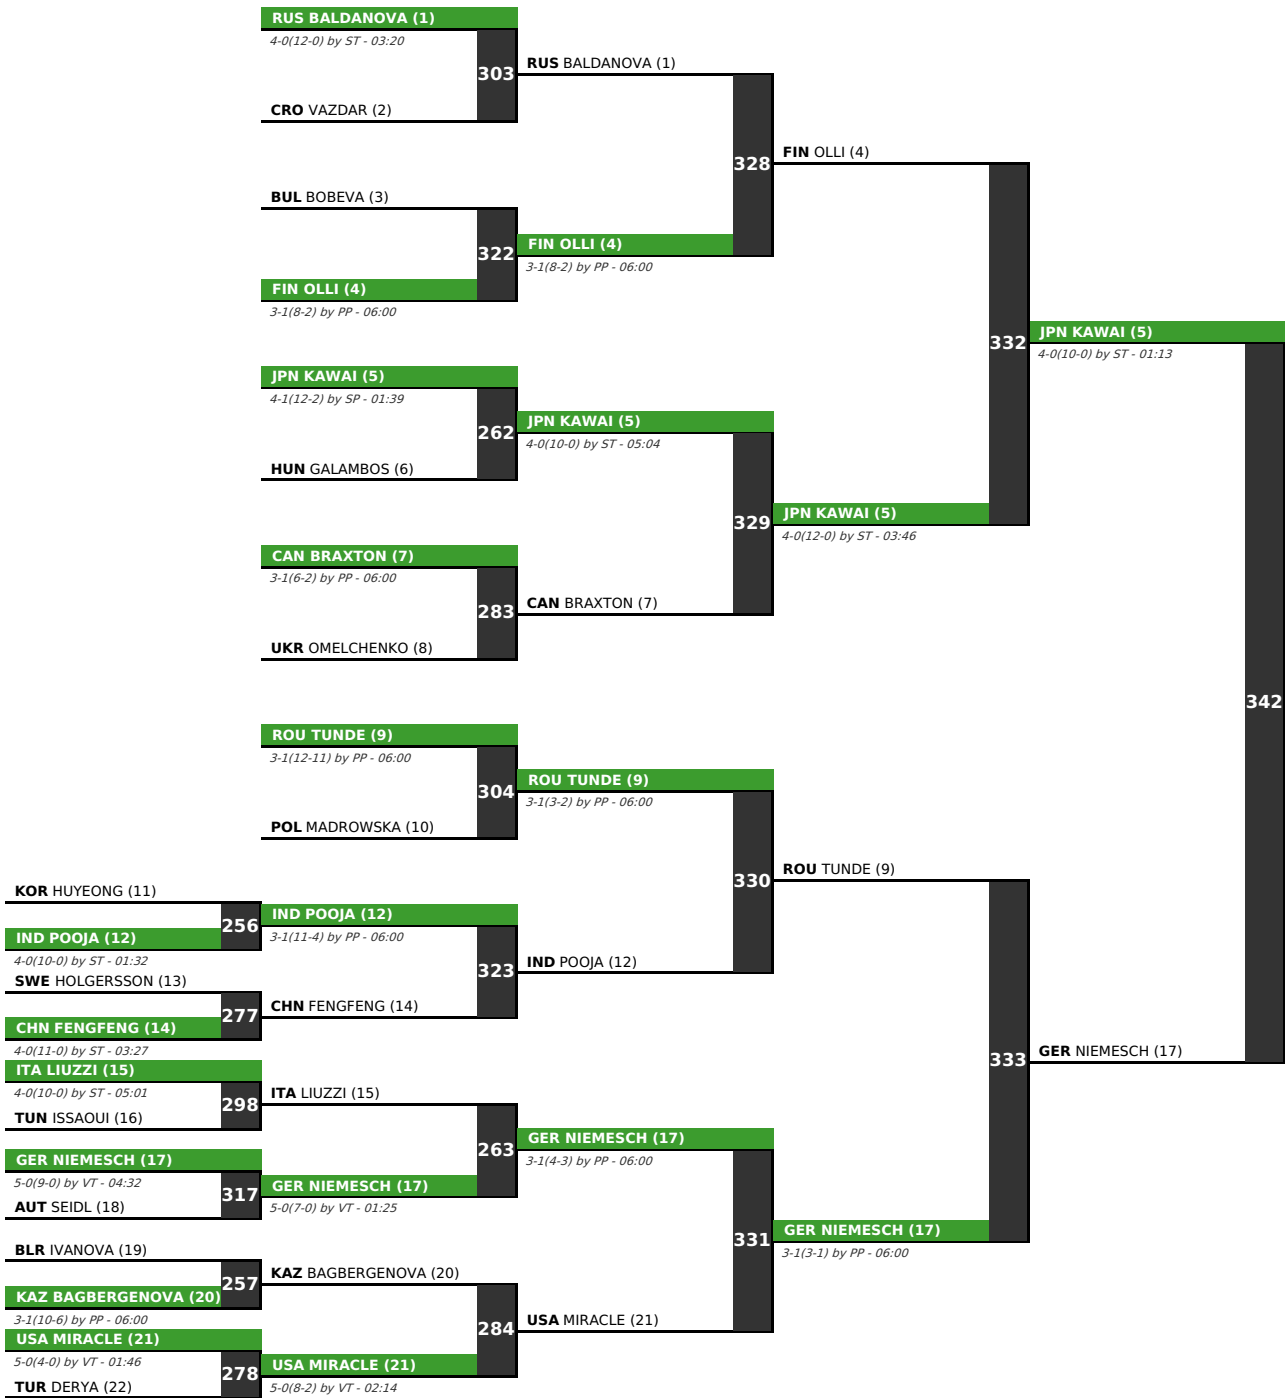 RUS BALDANOVA (1)
4-0(12-0) by ST - 03:20
303
CRO VAZDAR (2)
RUS BALDANOVA (1)
328
BUL BOBEVA (3)
322
FIN OLLI (4)
3-1(8-2) by PP - 06:00
FIN OLLI (4)
3-1(8-2) by PP - 06:00
FIN OLLI (4)
332
JPN KAWAI (5)
4-1(12-2) by SP - 01:39
262
HUN GALAMBOS (6)
JPN KAWAI (5)
4-0(10-0) by ST - 05:04
329
CAN BRAXTON (7)
3-1(6-2) by PP - 06:00
283
UKR OMELCHENKO (8)
CAN BRAXTON (7)
JPN KAWAI (5)
4-0(12-0) by ST - 03:46
JPN KAWAI (5)
4-0(10-0) by ST - 01:13
342
ROU TUNDE (9)
3-1(12-11) by PP - 06:00
304
POL MADROWSKA (10)
ROU TUNDE (9)
3-1(3-2) by PP - 06:00
330
KOR HUYEONG (11)
256
IND POOJA (12)
4-0(10-0) by ST - 01:32
IND POOJA (12)
3-1(11-4) by PP - 06:00
323
SWE HOLGERSSON (13)
277
CHN FENGFENG (14)
4-0(11-0) by ST - 03:27
CHN FENGFENG (14)
IND POOJA (12)
ROU TUNDE (9)
333
ITA LIUZZI (15)
4-0(10-0) by ST - 05:01
298
TUN ISSAOUI (16)
ITA LIUZZI (15)
263
GER NIEMESCH (17)
5-0(9-0) by VT - 04:32
317
AUT SEIDL (18)
GER NIEMESCH (17)
5-0(7-0) by VT - 01:25
GER NIEMESCH (17)
3-1(4-3) by PP - 06:00
331
BLR IVANOVA (19)
257
KAZ BAGBERGENOVA (20)
3-1(10-6) by PP - 06:00
KAZ BAGBERGENOVA (20)
284
USA MIRACLE (21)
5-0(4-0) by VT - 01:46
278
TUR DERYA (22)
USA MIRACLE (21)
5-0(8-2) by VT - 02:14
USA MIRACLE (21)
GER NIEMESCH (17)
3-1(3-1) by PP - 06:00
GER NIEMESCH (17)